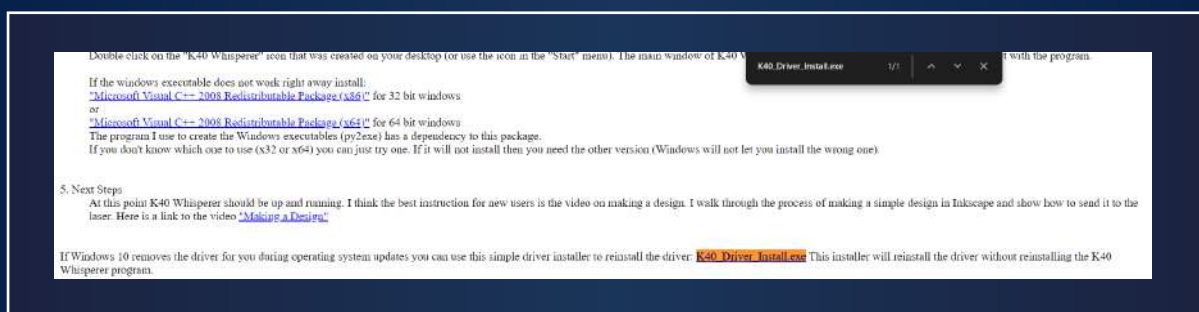 Double click on the "K40 Whisperer" icon that was created on your desktop (or use the icon in the "Start" menu). The main window of K40
t with the program.
K40_Driver_Install.exe 1/1
If the windows executable does not work right away install:
"Microsoft Visual C++ 2008 Redistributable Package (x86)" for 32 bit windows
or
"Microsoft Visual C++ 2008 Redistributable Package (x64)" for 64 bit windows
The program I use to create the Windows executables (py2exe) has a dependency to this package.
If you don't know which one to use (x32 or x64) you can just try one. If it will not install then you need the other version (Windows will not let you install the wrong one).
5. Next Steps
At this point K40 Whisperer should be up and running. I think the best instruction for new users is the video on making a design. I walk through the process of making a simple design in Inkscape and show how to send it to the
laser. Here is a link to the video "Making a Design"
If Windows 10 removes the driver for you during operating system updates you can use this simple driver installer to reinstall the driver: K40_Driver_Install.exe This installer will reinstall the driver without reinstalling the K40
Whisperer program.